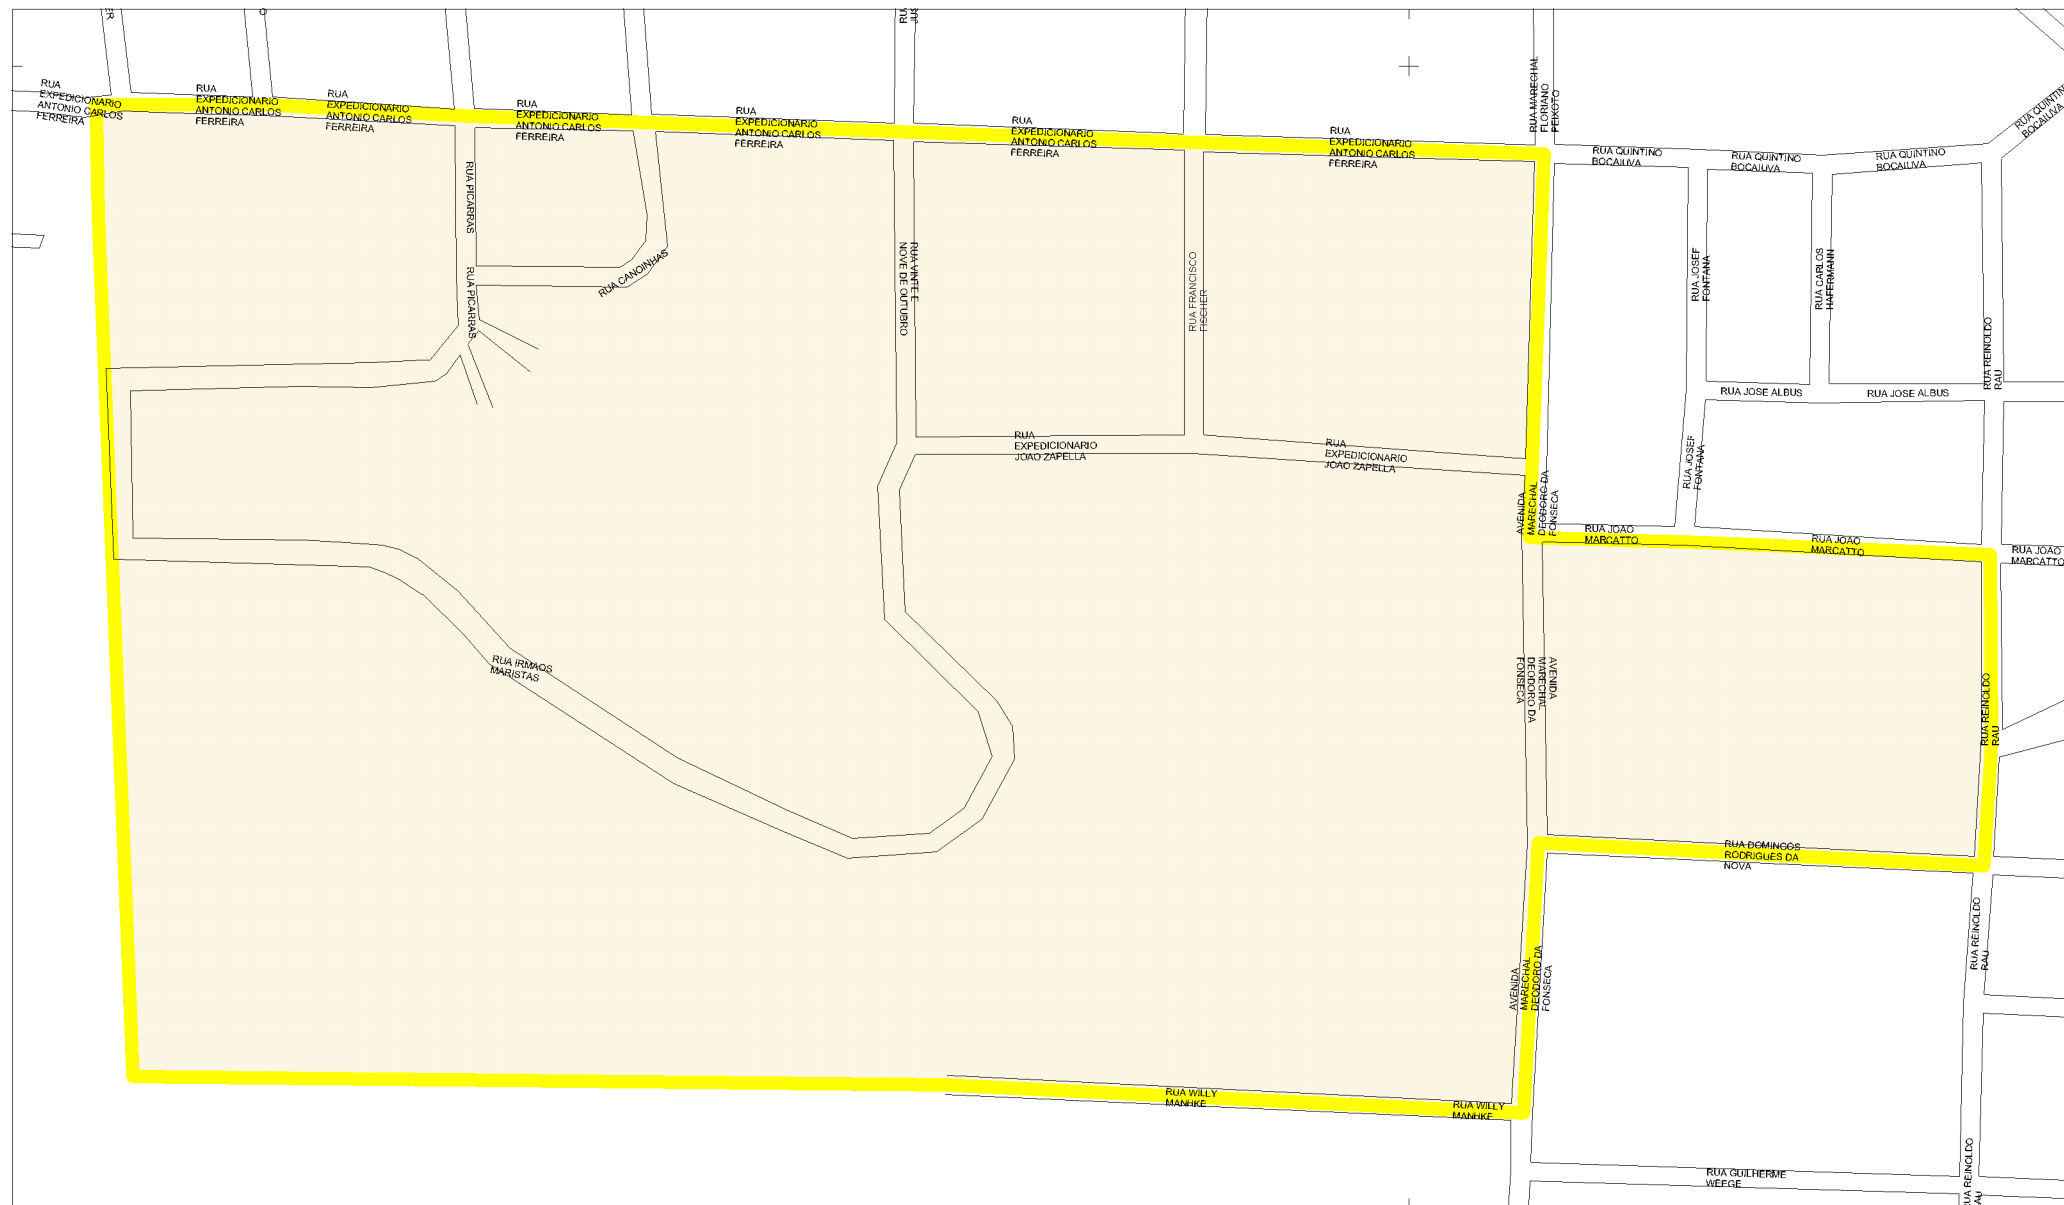 RUA
EXPEDICIONARIO
ANTONIO CARLOS
FERREIRA
RUA
EXPEDICIONARIO
ANTONIO CARLOS
FERREIRA
RUA
EXPEDICIONARIO
ANTONIO CARLOS
FERREIRA
RUA
EXPEDICIONARIO
ANTONIO CARLOS
FERREIRA
RUA
EXPEDICIONARIO
ANTONIO CARLOS
FERREIRA
RUA
EXPEDICIONARIO
ANTONIO CARLOS
FERREIRA
RUA
EXPEDICIONARIO
ANTONIO CARLOS
FERREIRA
RUA MARECHAL
FLORIANO
PEIXOTO
RUA QUINTINO
BOCAIUVA
RUA QUINTINO
BOCAIUVA
RUA QUINTINO
BOCAIUVA
RUA QUINTINO
BOCAIUVA
RUA PICARRAS
RUA PICARRAS
RUA CANOINHAS
RUA VINTE E
NOVE DE OUTUBRO
RUA FRANCISCO
FISCHER
RUA JOSEF
FONTANA
RUA CARLOS
HAFERMANN
RUA REINOLDO
RAU
RUA JOSE ALBUS
RUA JOSE ALBUS
RUA
EXPEDICIONARIO
JOAO ZAPELLA
RUA
EXPEDICIONARIO
JOAO ZAPELLA
RUA JOSEF
FONTANA
AVENIDA
MARECHAL
DEODORO DA
FONSECA
RUA JOAO
MARCATTO
RUA JOAO
MARCATTO
RUA JOAO
MARCATTO
RUA IRMAOS
MARISTAS
AVENIDA
MARECHAL
DEODORO DA
FONSECA
RUA REINOLDO
RAU
RUA DOMINGOS
RODRIGUES DA
NOVA
RUA REINOLDO
RAU
AVENIDA
MARECHAL
DEODORO DA
FONSECA
RUA WILLY
MAHHKE
RUA WILLY
MAHHKE
RUA GUILHERME
WEEGE
RUA REINOLDO
RAU